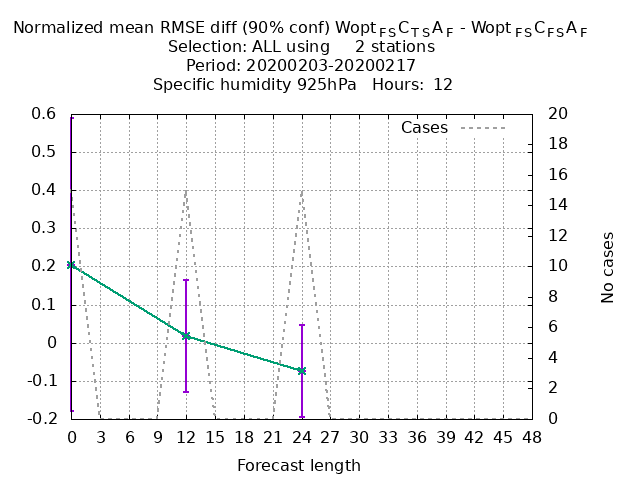 Normalized mean RMSE diff (90% conf) Wopt FS C TS A F - Wopt FS C FS A F
Selection: ALL using 2 stations
Period: 20200203-20200217
Specific humidity 925hPa Hours: 12
Cases
0.6
0.5
0.4
0.3
0.2
0.1
0
-0.1
-0.2
20
18
16
14
12
10
8
6
4
2
0
No cases
0 3 6 9 12 15 18 21 24 27 30 33 36 39 42 45 48
Forecast length